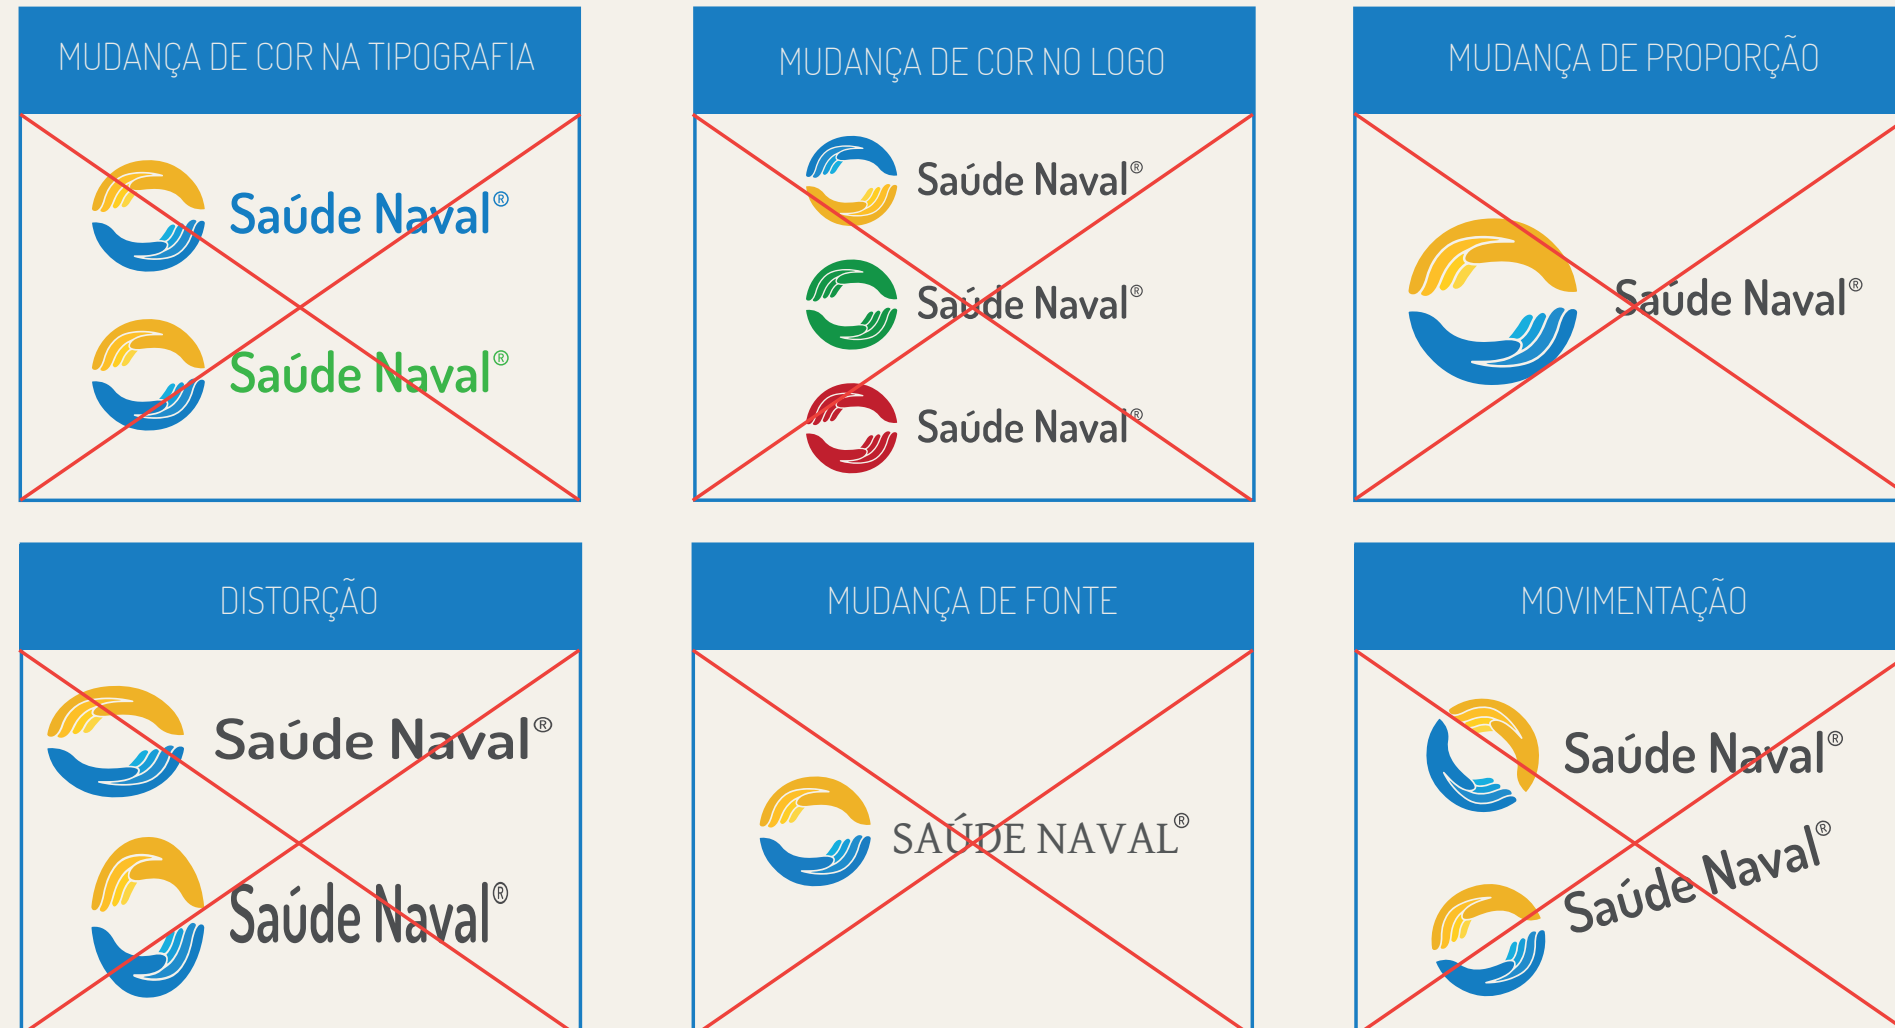 MUDANÇA DE COR NA TIPOGRAFIA
Saúde Naval®
Saúde Naval®
MUDANÇA DE COR NO LOGO
Saúde Naval®
Saúde Naval®
Saúde Naval®
MUDANÇA DE PROPORÇÃO
Saúde Naval®
DISTORÇÃO
Saúde Naval®
Saúde Naval®
MUDANÇA DE FONTE
SAÚDE NAVAL®
MOVIMENTAÇÃO
Saúde Naval®
Saúde Naval®